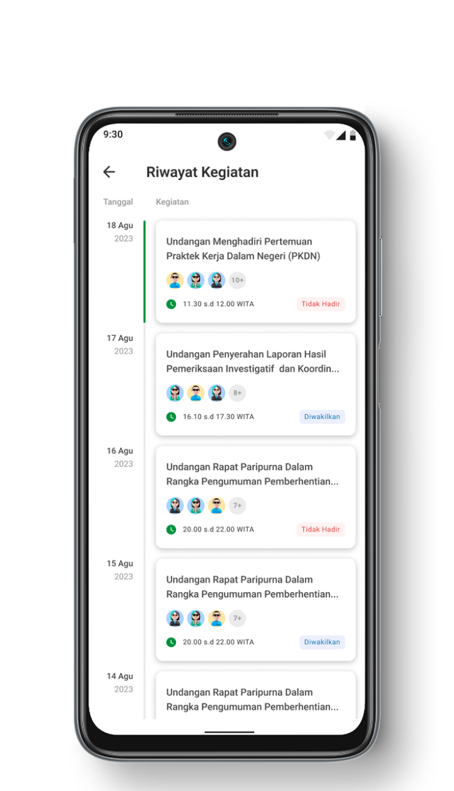 9:30
Riwayat Kegiatan
Tanggal
Kegiatan
18 Agu
2023
Undangan Menghadiri Pertemuan
Praktek Kerja Dalam Negeri (PKDN)
10+
11.30 s.d 12.00 WITA
Tidak Hadir
17 Agu
2023
Undangan Penyerahan Laporan Hasil
Pemeriksaan Investigatif dan Koordin...
8+
16.10 s.d 17.30 WITA
Diwakilkan
16 Agu
2023
Undangan Rapat Paripurna Dalam
Rangka Pengumuman Pemberhentian...
7+
20.00 s.d 22.00 WITA
Tidak Hadir
15 Agu
2023
Undangan Rapat Paripurna Dalam
Rangka Pengumuman Pemberhentian...
7+
20.00 s.d 22.00 WITA
Diwakilkan
14 Agu
2023
Undangan Rapat Paripurna Dalam
Rangka Pengumuman Pemberhentian...